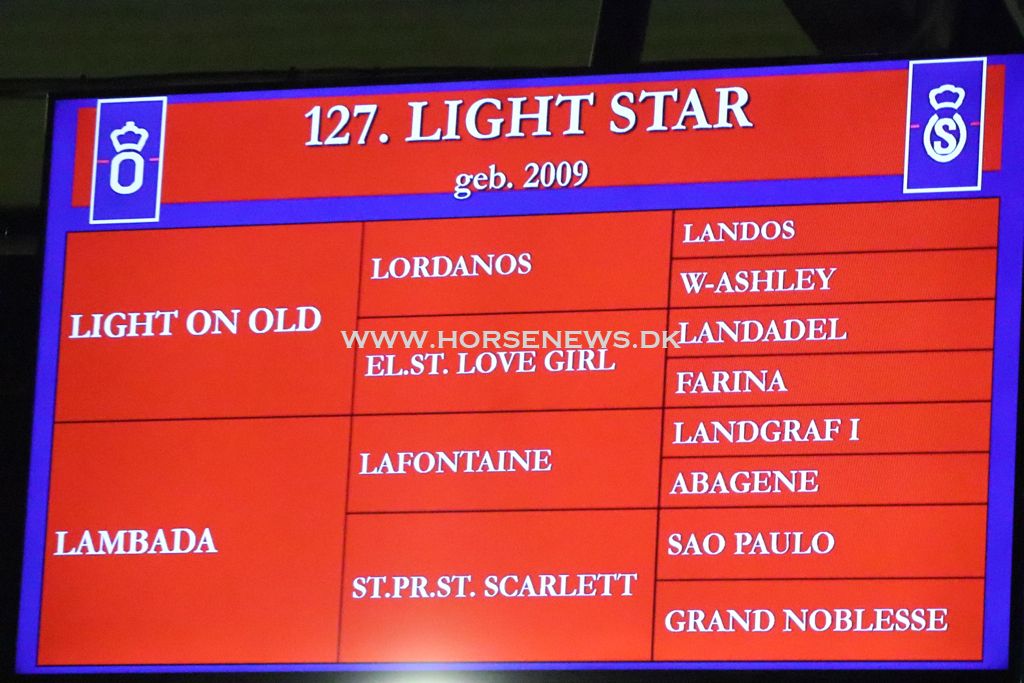 127. LIGHT STAR
geb. 2009
O
OS
LIGHT ON OLD
LORDANOS
LANDOS
W-ASHLEY
EL.ST. LOVE GIRL
LANDADEL
FARINA
WWW.HORSENEWS.DK
LAMBADA
LAFONTAINE
LANDGRAF I
ABAGENE
ST.PR.ST. SCARLETT
SAO PAULO
GRAND NOBLESSE